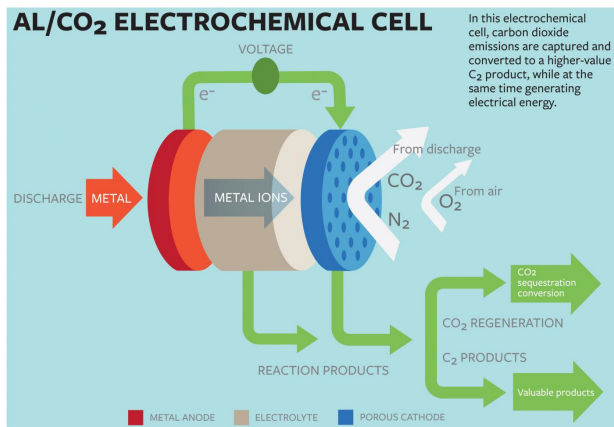 AL/CO₂ ELECTROCHEMICAL CELL
In this electrochemical
cell, carbon dioxide
emissions are captured and
converted to a higher-value
C₂ product, while at the
same time generating
electrical energy.
VOLTAGE
e⁻
e⁻
From discharge
CO₂
From air
O₂
N₂
DISCHARGE
METAL
METAL IONS
CO₂
sequestration
conversion
CO₂ REGENERATION
C₂ PRODUCTS
REACTION PRODUCTS
Valuable products
METAL ANODE
ELECTROLYTE
POROUS CATHODE